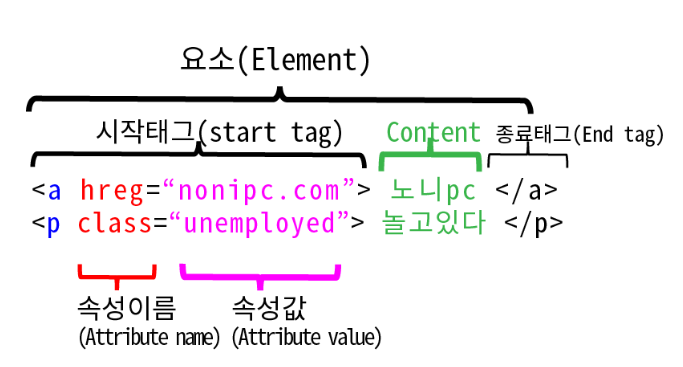 요소(Element)
시작태그(start tag) Content 종료태그(End tag)
<a hreg=“nonipc.com”> 노니pc </a>
<p class=“unemployed”> 놀고있다 </p>
속성이름 속성값
(Attribute name) (Attribute value)